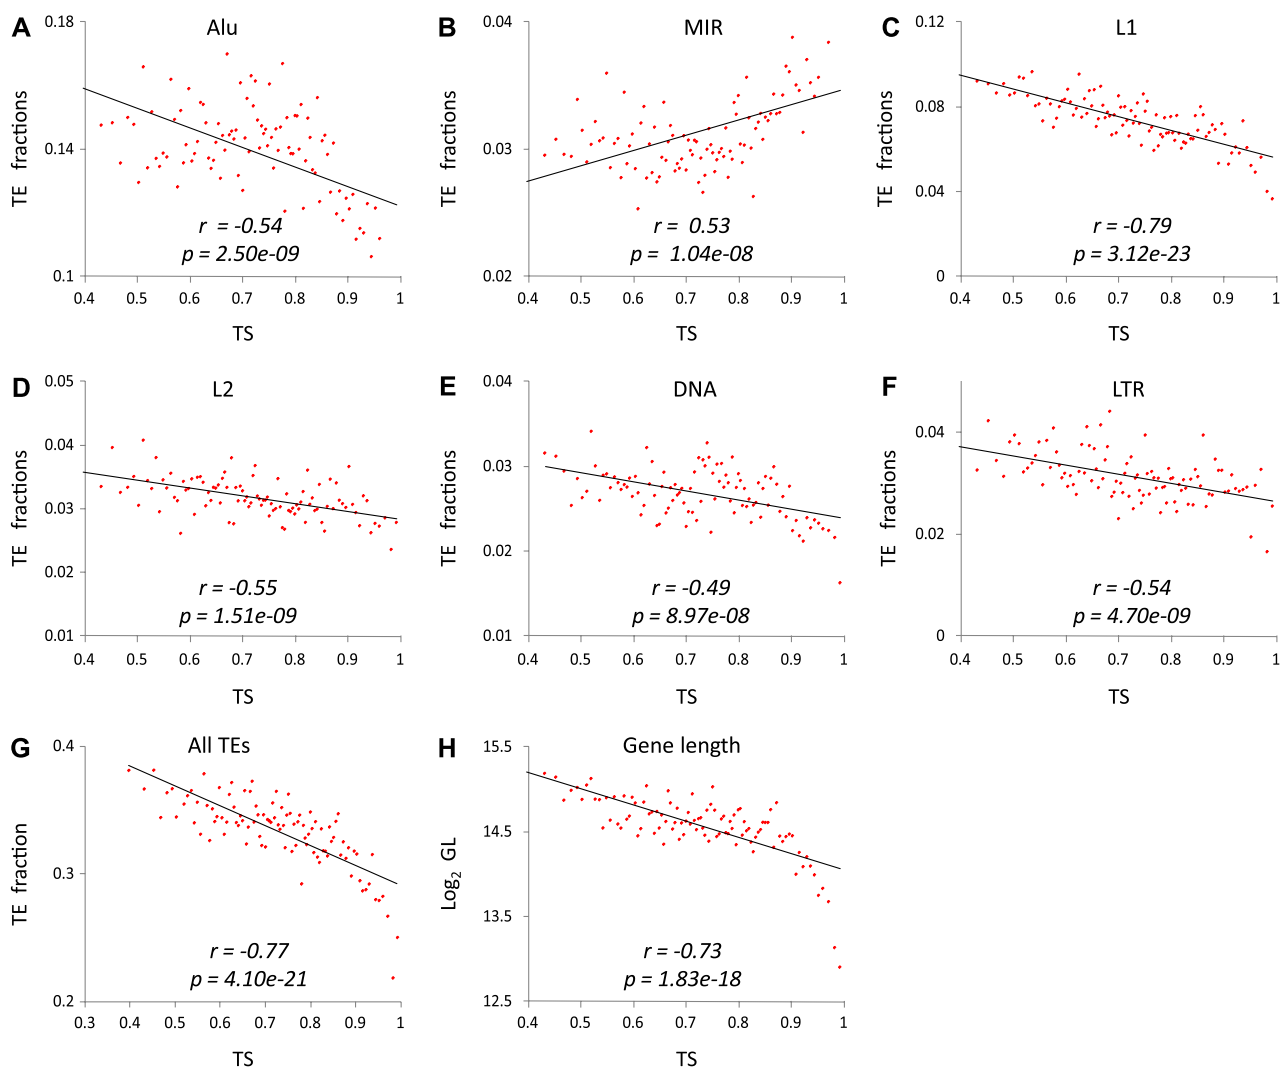 A Alu
0.18
0.14
0.1
TE fractions
r = -0.54
p = 2.50e-09
0.4 0.5 0.6 0.7 0.8 0.9 1
TS
B MIR
0.04
0.03
0.02
TE fractions
r = 0.53
p = 1.04e-08
0.4 0.5 0.6 0.7 0.8 0.9 1
TS
C L1
0.12
0.08
0.04
0
TE fractions
r = -0.79
p = 3.12e-23
0.4 0.5 0.6 0.7 0.8 0.9 1
TS
D L2
0.05
0.04
0.03
0.02
0.01
TE fractions
r = -0.55
p = 1.51e-09
0.4 0.5 0.6 0.7 0.8 0.9 1
TS
E DNA
0.04
0.03
0.02
0.01
TE fractions
r = -0.49
p = 8.97e-08
0.4 0.5 0.6 0.7 0.8 0.9 1
TS
F LTR
0.04
0.02
0
TE fractions
r = -0.54
p = 4.70e-09
0.4 0.5 0.6 0.7 0.8 0.9 1
TS
G All TEs
0.4
0.3
0.2
TE fraction
r = -0.77
p = 4.10e-21
0.3 0.4 0.5 0.6 0.7 0.8 0.9 1
TS
H Gene length
15.5
14.5
13.5
12.5
Log2 GL
r = -0.73
p = 1.83e-18
0.4 0.5 0.6 0.7 0.8 0.9 1
TS